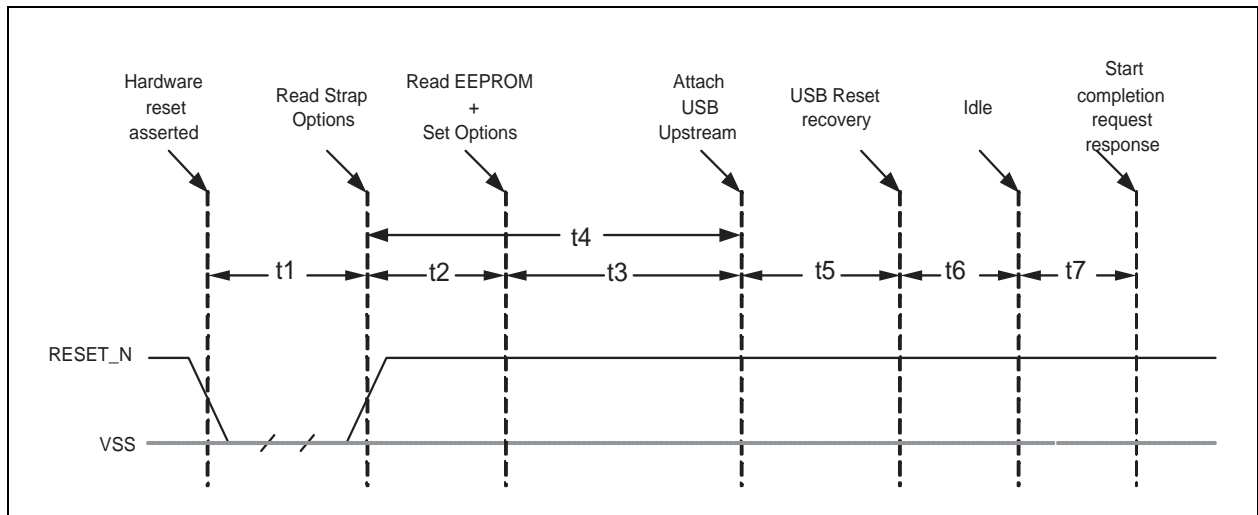 Hardware
reset
asserted
Read Strap
Options
Read EEPROM
+
Set Options
Attach
USB
Upstream
USB Reset
recovery
Idle
Start
completion
request
response
t4
t1
t2
t3
t5
t6
t7
RESET_N
VSS